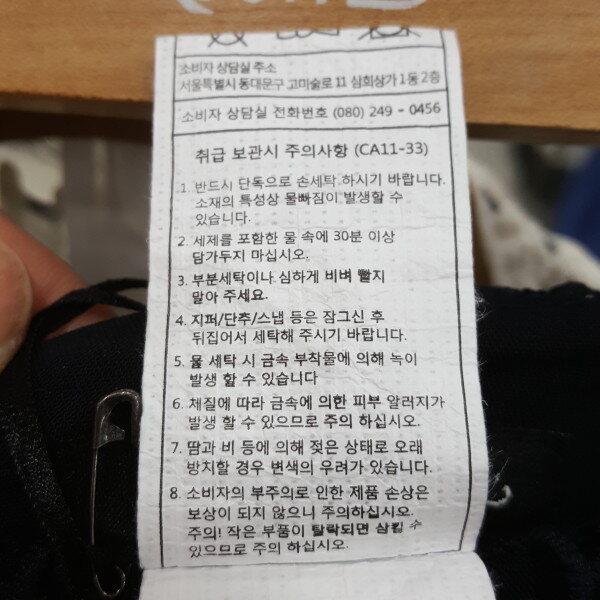 소비자 상담실 주소
서울특별시 동대문구 고미술로 11 삼희상가 1동 2층
소비자 상담실 전화번호 (080) 249 - 0456
취급 보관시 주의사항 (CA11-33)
1. 반드시 단독으로 손세탁 하시기 바랍니다.
소재의 특성상 물빠짐이 발생할 수
있습니다.
2. 세제를 포함한 물 속에 30분 이상
담가두지 마십시오.
3. 부분세탁이나 심하게 비벼 빨지
말아 주세요.
4. 지퍼/단추/스냅 등은 잠그신 후
뒤집어서 세탁해 주시기 바랍니다.
5. 물 세탁 시 금속 부착물에 의해 녹이
발생 할 수 있습니다
6. 체질에 따라 금속에 의한 피부 알러지가
발생 할 수 있으므로 주의 하십시오.
7. 땀과 비 등에 의해 젖은 상태로 오래
방치할 경우 변색의 우려가 있습니다.
8. 소비자의 부주의로 인한 제품 손상은
보상이 되지 않으니 주의하십시오.
주의! 작은 부품이 탈락되면 삼킬 수
있으므로 주의 하십시오.